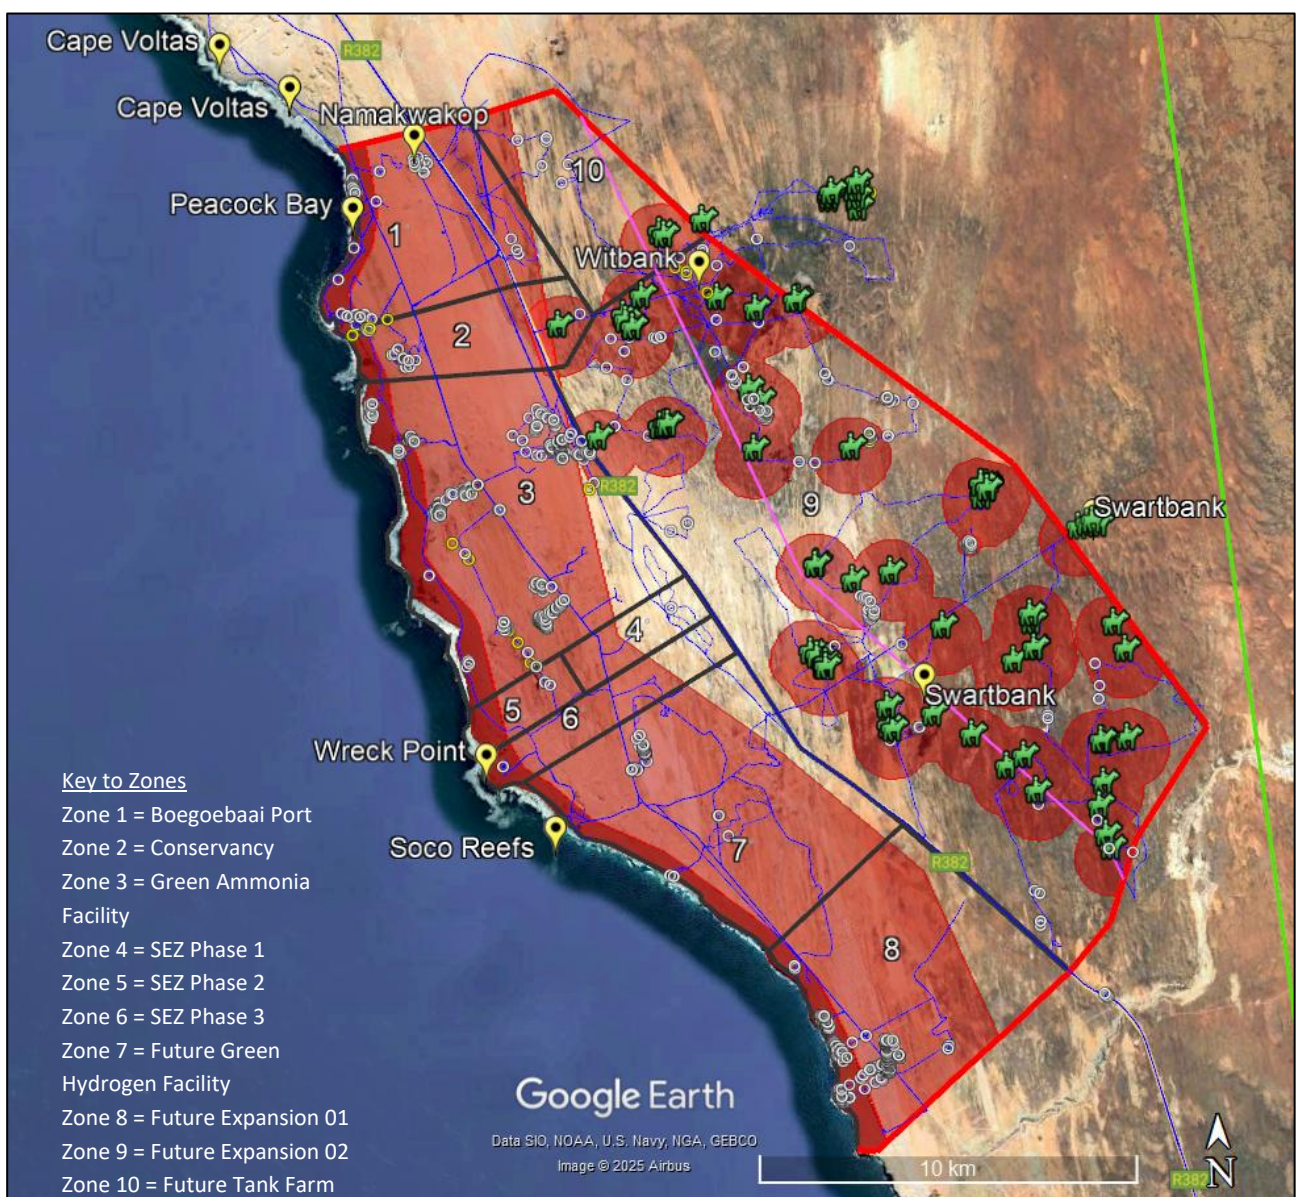 Cape Voltas
R382
Cape Voltas
Namakwakop
10
Peacock Bay
1
Witbank
2
3
R382
9
Swartbank
4
Swartbank
5
6
Wreck Point
Soco Reefs
7
R382
8
Key to Zones
Zone 1 = Boegoebaai Port
Zone 2 = Conservancy
Zone 3 = Green Ammonia
Facility
Zone 4 = SEZ Phase 1
Zone 5 = SEZ Phase 2
Zone 6 = SEZ Phase 3
Zone 7 = Future Green
Hydrogen Facility
Zone 8 = Future Expansion 01
Zone 9 = Future Expansion 02
Zone 10 = Future Tank Farm
Google Earth
Data SIO, NOAA, U.S. Navy, NGA, GEBCO
Image © 2025 Airbus
10 km
R382
N